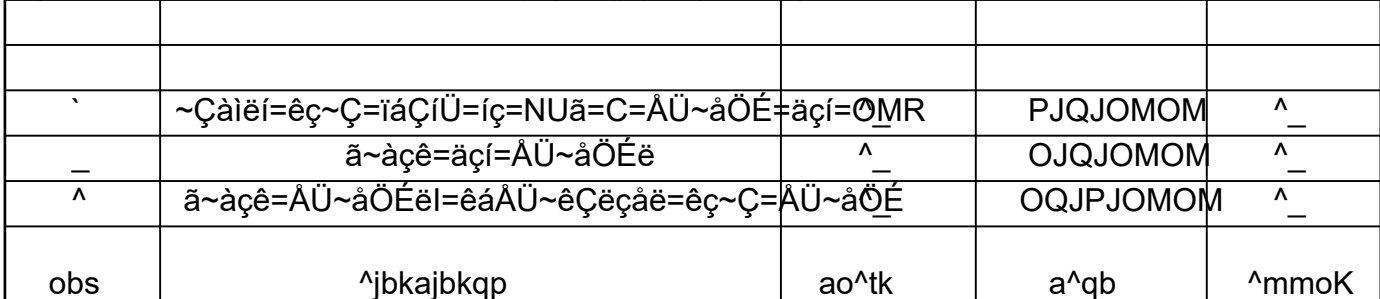 ` ~Çàìëí=êç~Ç=ïáÇíÜ=íç=NUã=C=ÅÜ~åÖÉ=äçí=OMR ^_ PJQJOMOM ^_
_ ã~àçê=äçí=ÅÜ~åÖÉë ^_ OJQJOMOM ^_
^ ã~àçê=ÅÜ~åÖÉëI=êáÅÜ~êÇëçåë=êç~Ç=ÅÜ~åÖÉ ^_ OQJPJOMOM ^_
obs ^jbkajbkqp ao^tk a^qb ^mmoK